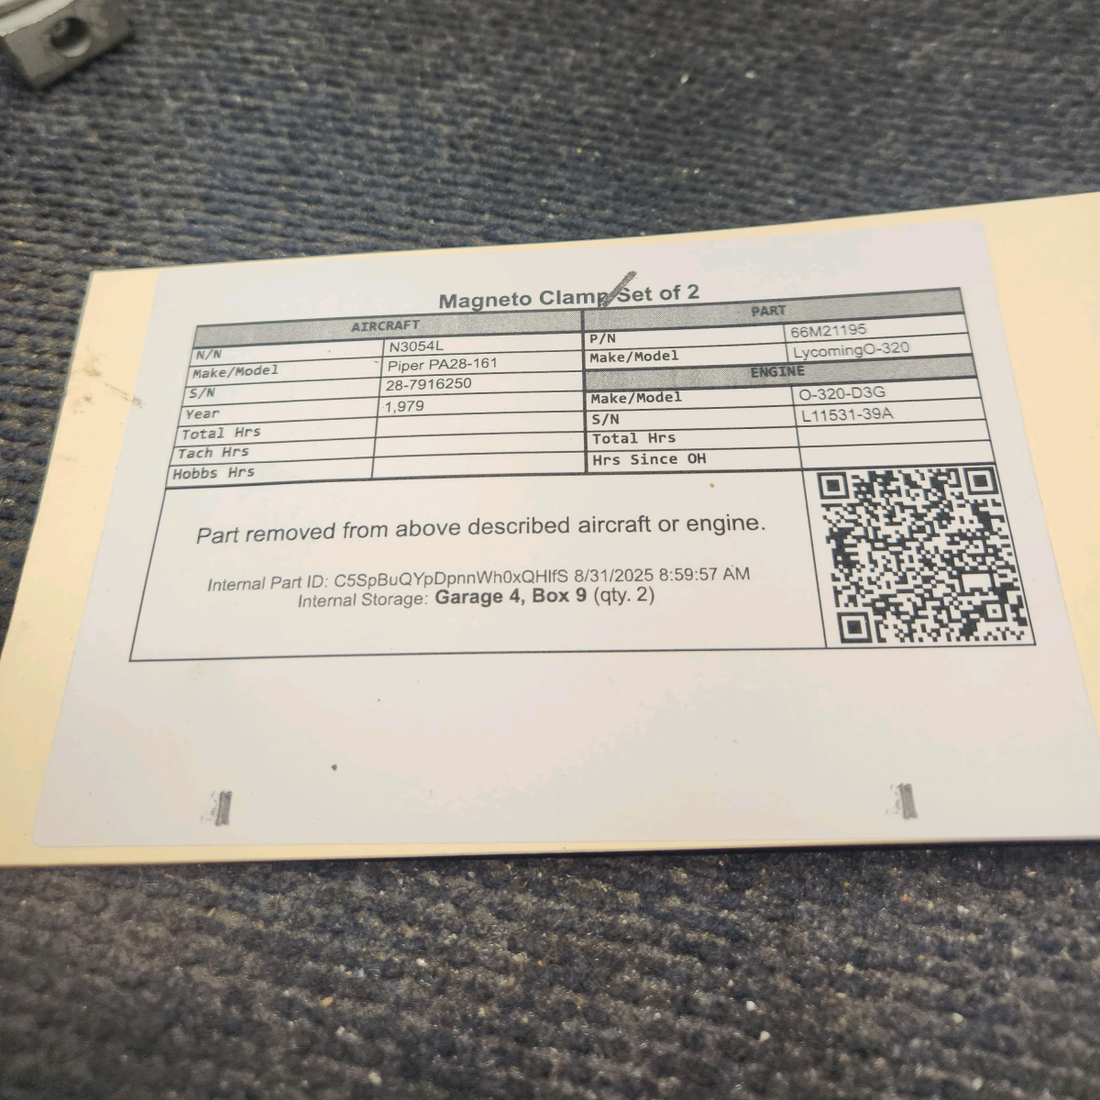 Magneto Clamp/Set of 2
AIRCRAFT
N/N N3054L
Make/Model Piper PA28-161
S/N 28-7916250
Year 1,979
Total Hrs
Tach Hrs
Hobbs Hrs
PART
P/N 66M21195
Make/Model LycomingO-320
ENGINE
Make/Model O-320-D3G
S/N L11531-39A
Total Hrs
Hrs Since OH
Part removed from above described aircraft or engine.
Internal Part ID: C5SpBuQYpDpnnWh0xQHIfS 8/31/2025 8:59:57 AM
Internal Storage: Garage 4, Box 9 (qty. 2)